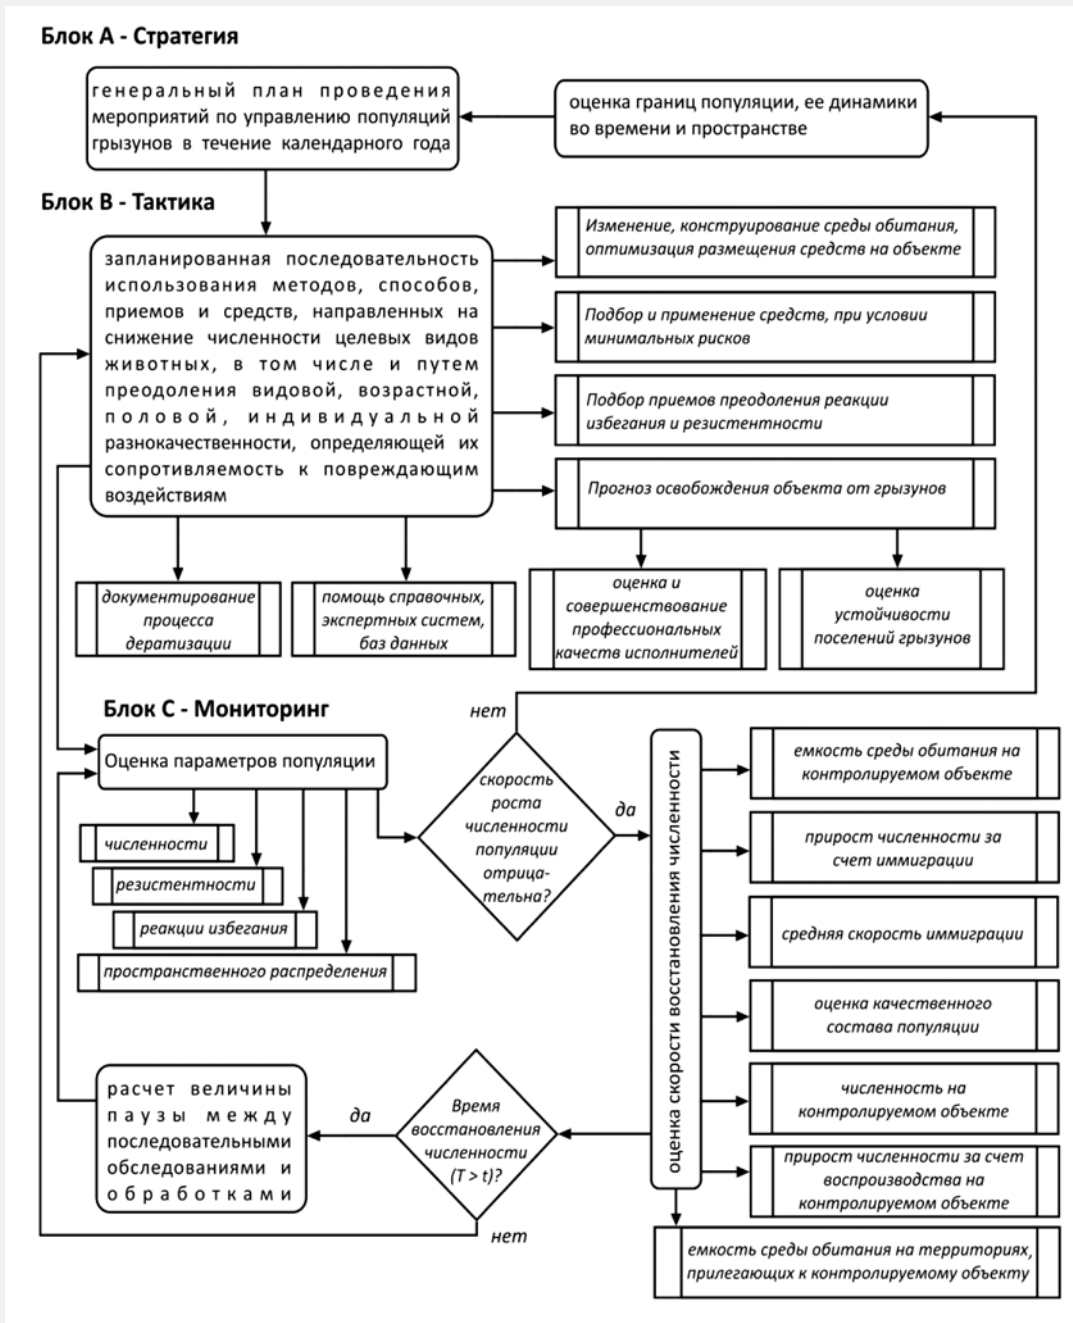 Блок А - Стратегия
генеральный план проведения
мероприятий по управлению популяций
грызунов в течение календарного года
оценка границ популяции, ее динамики
во времени и пространстве
Блок В - Тактика
запланированная последовательность
использования методов, способов,
приемов и средств, направленных на
снижение численности целевых видов
животных, в том числе и путем
преодоления видовой, возрастной,
половой, индивидуальной
разнокачественности, определяющей их
сопротивляемость к повреждающим
воздействиям
Изменение, конструирование среды обитания,
оптимизация размещения средств на объекте
Подбор и применение средств, при условии
минимальных рисков
Подбор приемов преодоления реакции
избегания и резистентности
Прогноз освобождения объекта от грызунов
документирование
процесса
дератизации
помощь справочных,
экспертных систем,
баз данных
оценка и
совершенствование
профессиональных
качеств исполнителей
оценка
устойчивости
поселений грызунов
Блок С - Мониторинг
Оценка параметров популяции
численности
резистентности
реакции избегания
пространственного распределения
нет
скорость
роста
численности
популяции
отрица-
тельна?
да
оценка скорости восстановления численности
емкость среды обитания на
контролируемом объекте
прирост численности за
счет иммиграции
средняя скорость иммиграции
оценка качественного
состава популяции
численность на
контролируемом объекте
прирост численности за счет
воспроизводства на
контролируемом объекте
емкость среды обитания на территориях,
прилегающих к контролируемому объекту
Время
восстановления
численности
(T > t)?
да
нет
расчет величины
паузы между
последовательными
обследованиями и
обработками